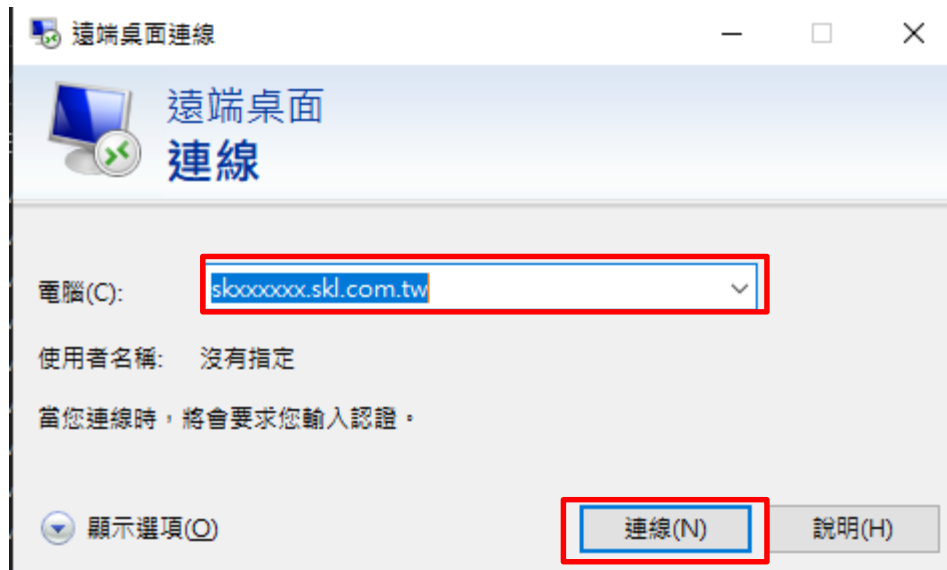 遠端桌面連線
遠端桌面
連線
電腦(C):
skxxxxxx.skl.com.tw
使用者名稱: 沒有指定
當您連線時，將會要求您輸入認證。
顯示選項(O) 連線(N) 說明(H)